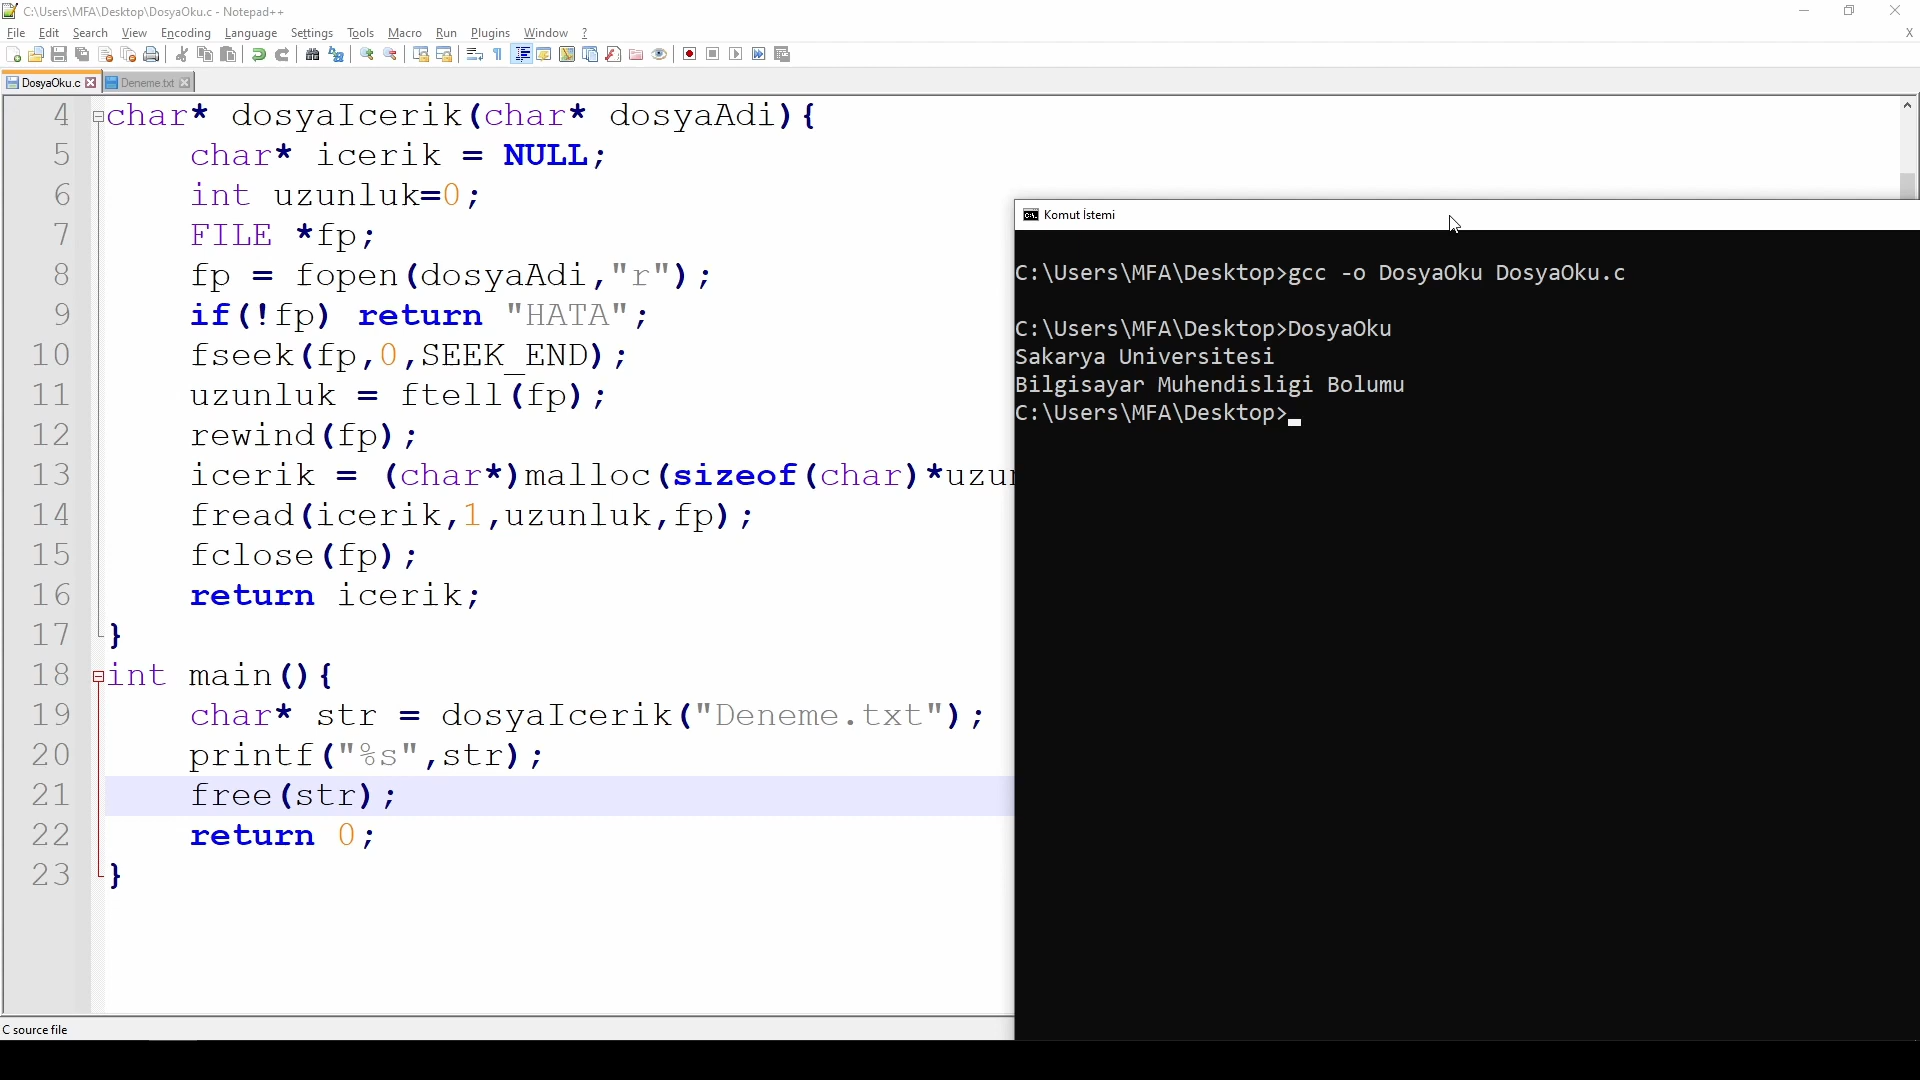 C:\Users\MFA\Desktop\DosyaOku.c - Notepad++
File Edit Search View Encoding Language Settings Tools Macro Run Plugins Window ? X
DosyaOku.c Deneme.txt
4 char* dosyaIcerik(char* dosyaAdi){
5 char* icerik = NULL;
6 int uzunluk=0;
7 FILE *fp;
8 fp = fopen(dosyaAdi,"r");
9 if(!fp) return "HATA";
10 fseek(fp,0,SEEK_END);
11 uzunluk = ftell(fp);
12 rewind(fp);
13 icerik = (char*)malloc(sizeof(char)*uzun
14 fread(icerik,1,uzunluk,fp);
15 fclose(fp);
16 return icerik;
17 }
18 int main(){
19 char* str = dosyaIcerik("Deneme.txt");
20 printf("%s",str);
21 free(str);
22 return 0;
23 }
C source file
Komut İstemi
C:\Users\MFA\Desktop>gcc -o DosyaOku DosyaOku.c
C:\Users\MFA\Desktop>DosyaOku
Sakarya Universitesi
Bilgisayar Muhendisligi Bolumu
C:\Users\MFA\Desktop>